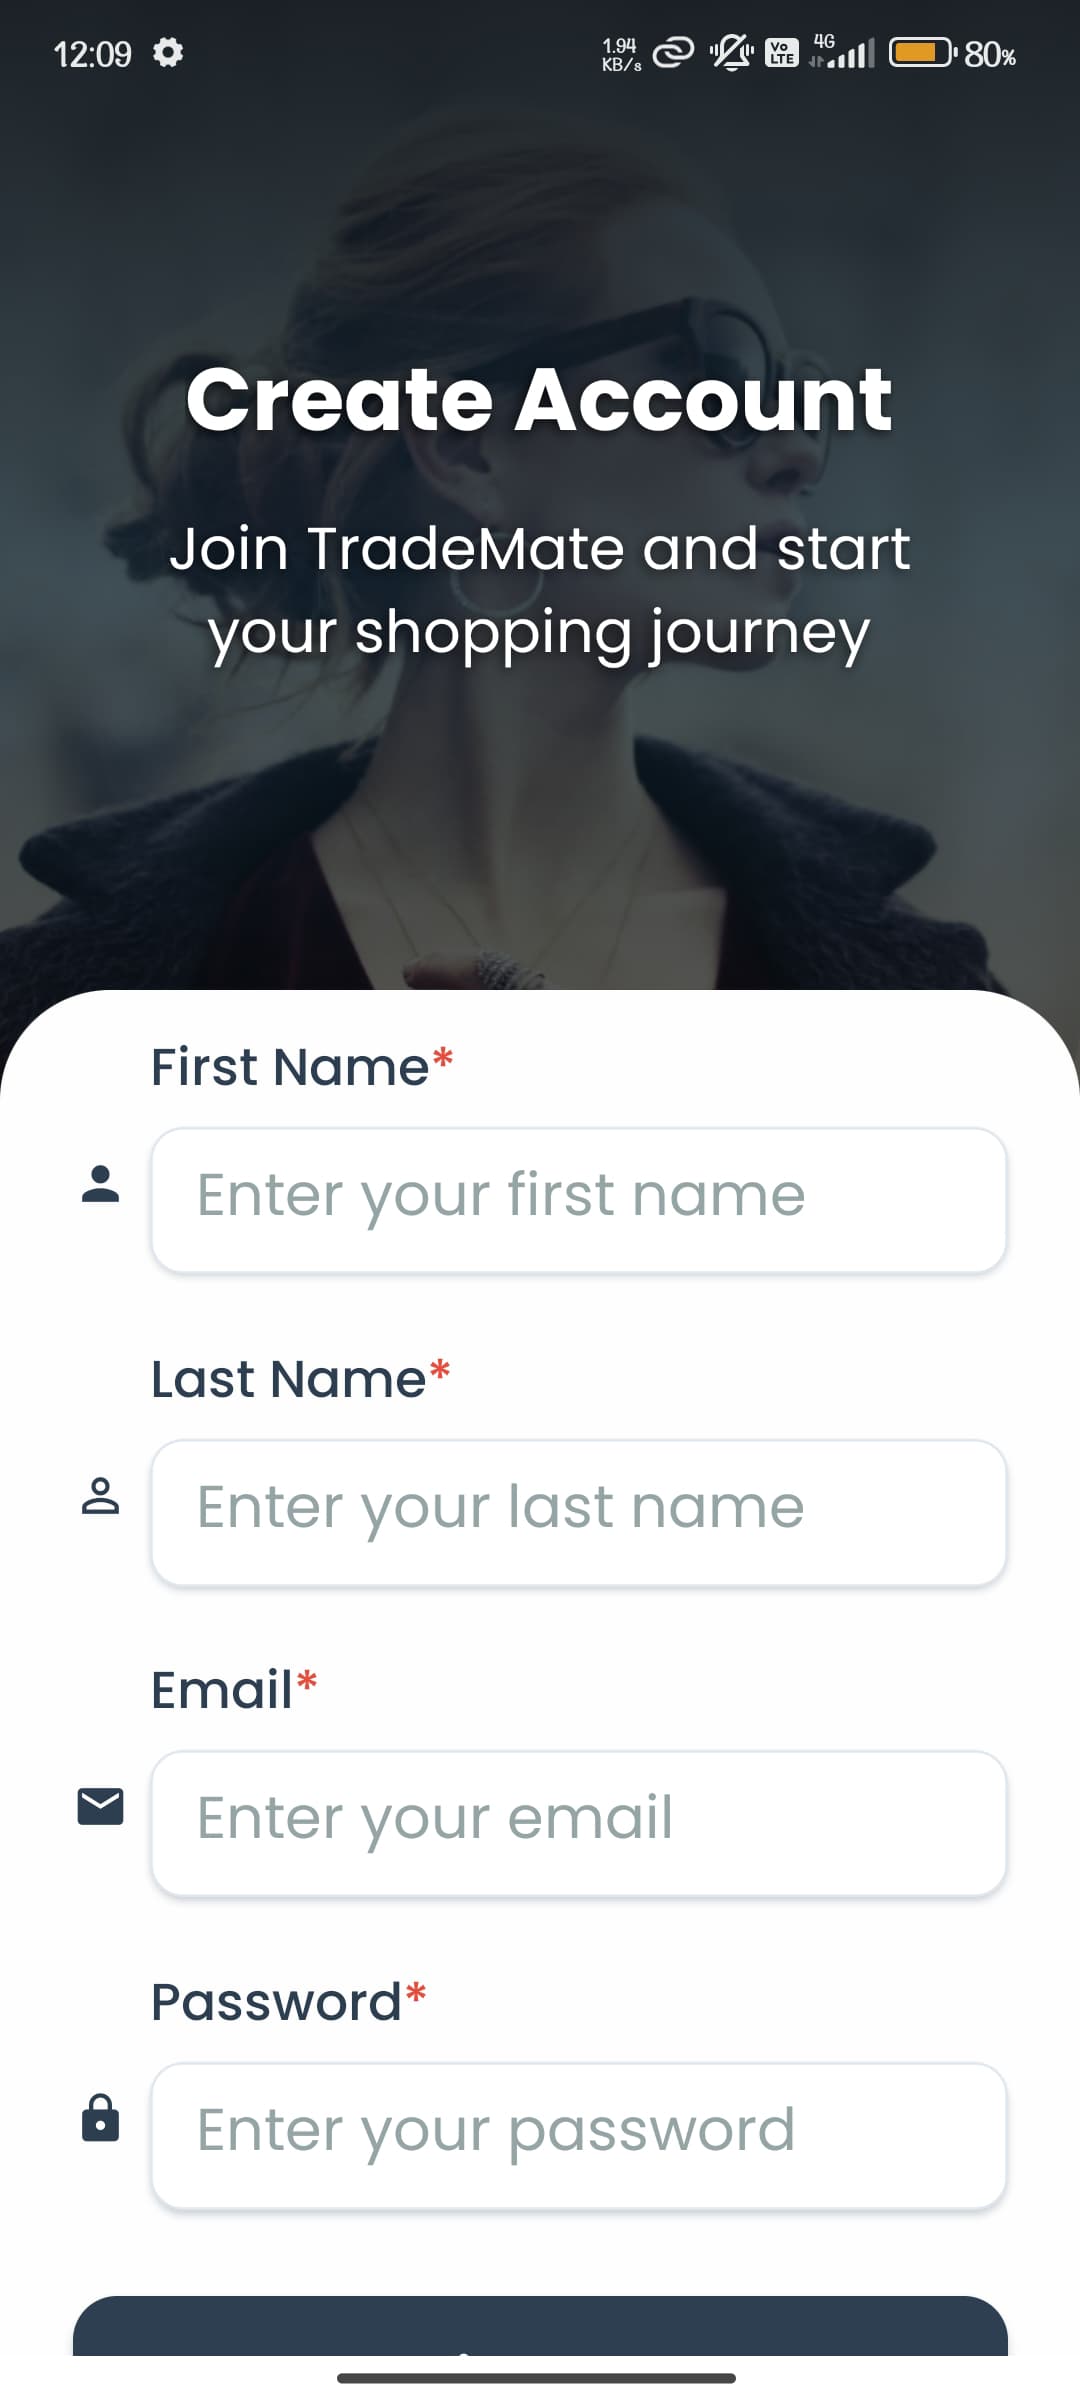 12:09 1.94 KB/s Vo LTE 4G 80%
Create Account
Join TradeMate and start
your shopping journey
First Name*
Enter your first name
Last Name*
Enter your last name
Email*
Enter your email
Password*
Enter your password